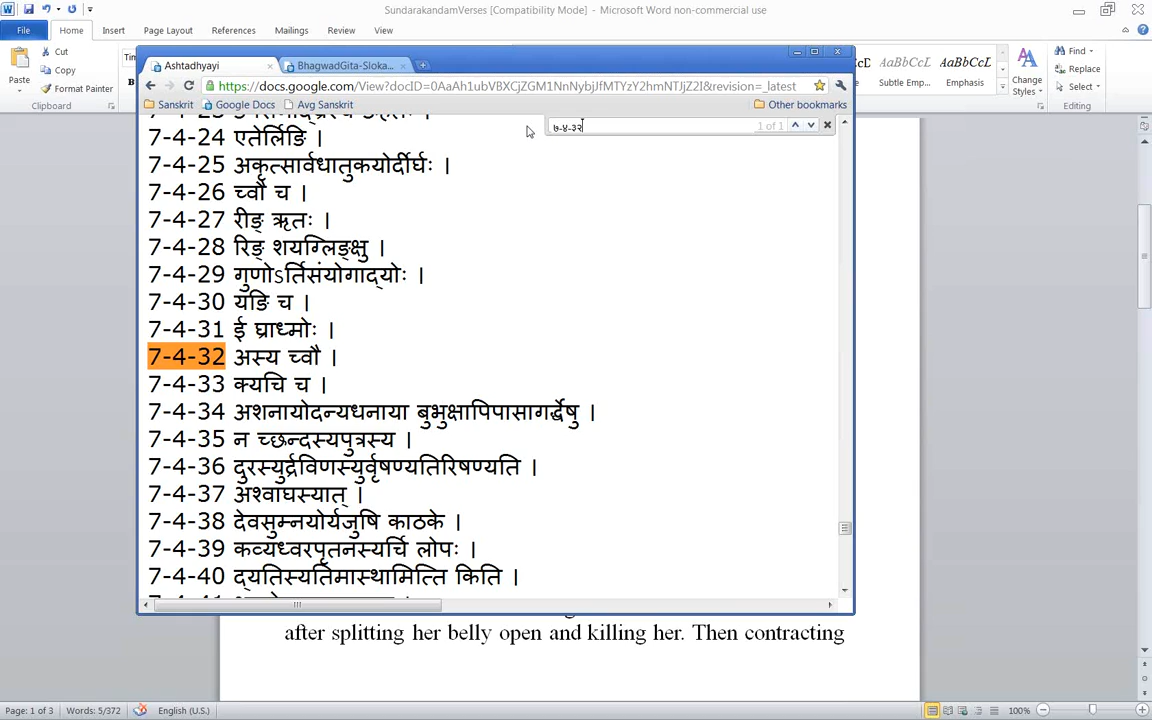 SundarakandamVerses [Compatibility Mode] - Microsoft Word non-commercial use
File Home Insert Page Layout References Mailings Review View
Cut
Copy
Format Painter
Paste
Clipboard
AaBbCcDc AaBbCcDc
Subtle Emp... Emphasis
Change
Styles
Find
Replace
Select
Editing
Ashtadhyayi
BhagwadGita-Sloka...
https://docs.google.com/View?docID=0AaAh1ubVBXCjZGM1NnNybjJfMTYzY2hmNTJjZ2I&revision=_latest
Sanskrit Google Docs Avg Sanskrit Other bookmarks
७-४-३२ 1 of 1
7-4-24 एतेर्लिङि |
7-4-25 अकृत्सार्वधातुकयोर्दीर्घः |
7-4-26 च्वौ च |
7-4-27 रीङ् ऋतः |
7-4-28 रिङ् शयग्लिङ्क्षु |
7-4-29 गुणोऽर्तिसंयोगाद्योः |
7-4-30 यङि च |
7-4-31 ई घ्राध्मोः |
7-4-32 अस्य च्वौ |
7-4-33 क्यचि च |
7-4-34 अशनायोदन्यधनाया बुभुक्षापिपासागर्द्धेषु |
7-4-35 न च्छन्दस्यपुत्रस्य |
7-4-36 दुरस्युर्द्रविणस्युर्वृषण्यतिरिषण्यति |
7-4-37 अश्वाघस्यात् |
7-4-38 देवसुम्नयोर्यजुषि काठके |
7-4-39 कव्यध्वरपृतनस्यर्चि लोपः |
7-4-40 द्यतिस्यतिमास्थामित्ति किति |
after splitting her belly open and killing her. Then contracting
Page: 1 of 3 Words: 5/372 English (U.S.) 100%